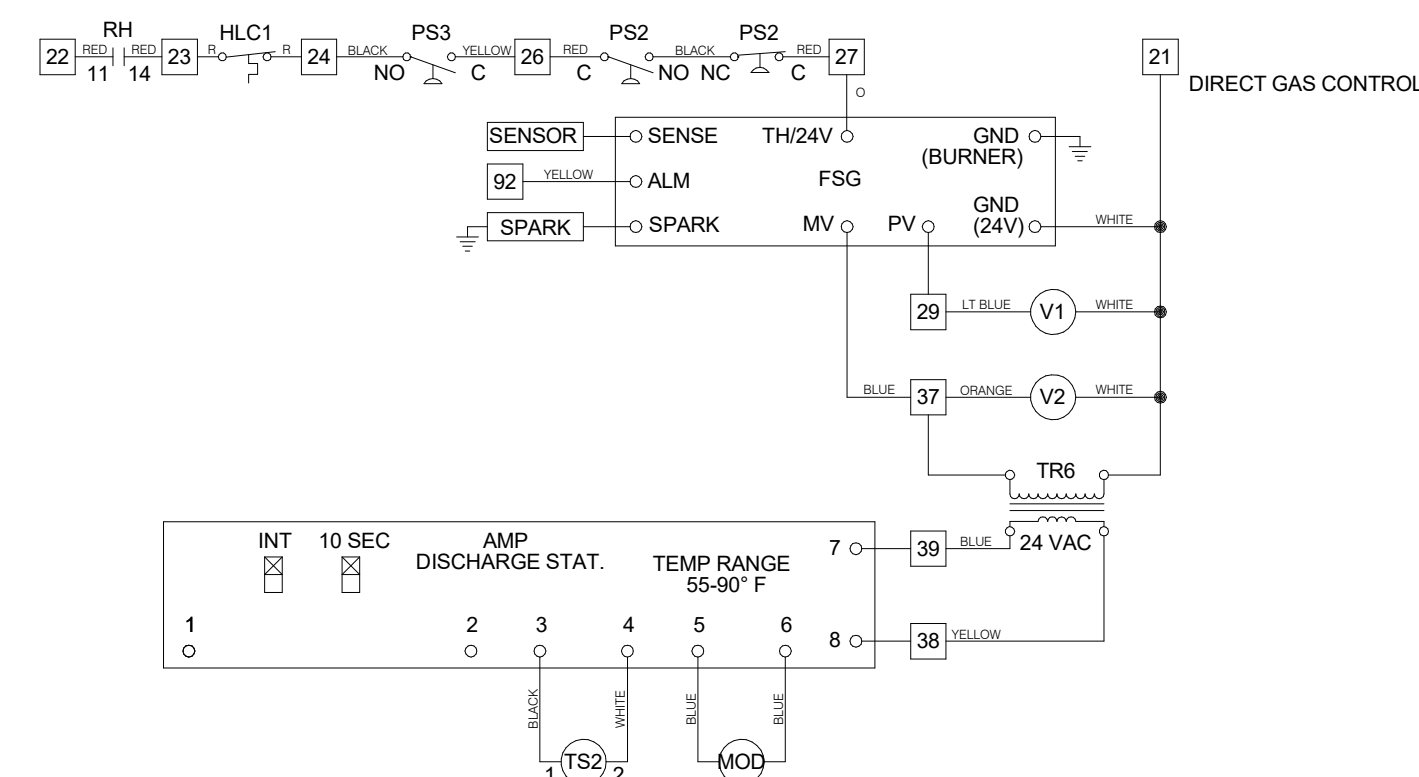 RH HLC1 PS3 PS2 PS2
22 RED RED 23 R R 24 BLACK YELLOW 26 RED BLACK RED 27 21
11 14 NO C C NO NC C
DIRECT GAS CONTROL
O
SENSOR SENSE TH/24V GND
(BURNER)
92 YELLOW ALM FSG
GND
SPARK SPARK MV PV (24V) WHITE
29 LT BLUE V1 WHITE
BLUE 37 ORANGE V2 WHITE
TR6
INT 10 SEC AMP
DISCHARGE STAT.
TEMP RANGE
55-90° F
7 39 BLUE 24 VAC
1 2 3 4 5 6
8 38 YELLOW
BLACK WHITE BLUE BLUE
1 TS2 2 MOD